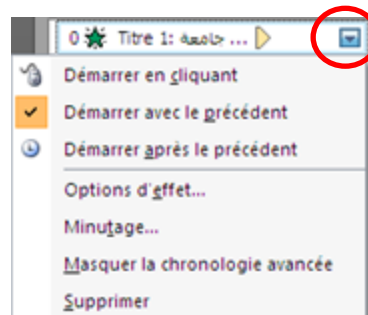 0 Titre 1: جامعة ...
Démarrer en cliquant
Démarrer avec le précédent
Démarrer après le précédent
Options d'effet...
Minutage...
Masquer la chronologie avancée
Supprimer